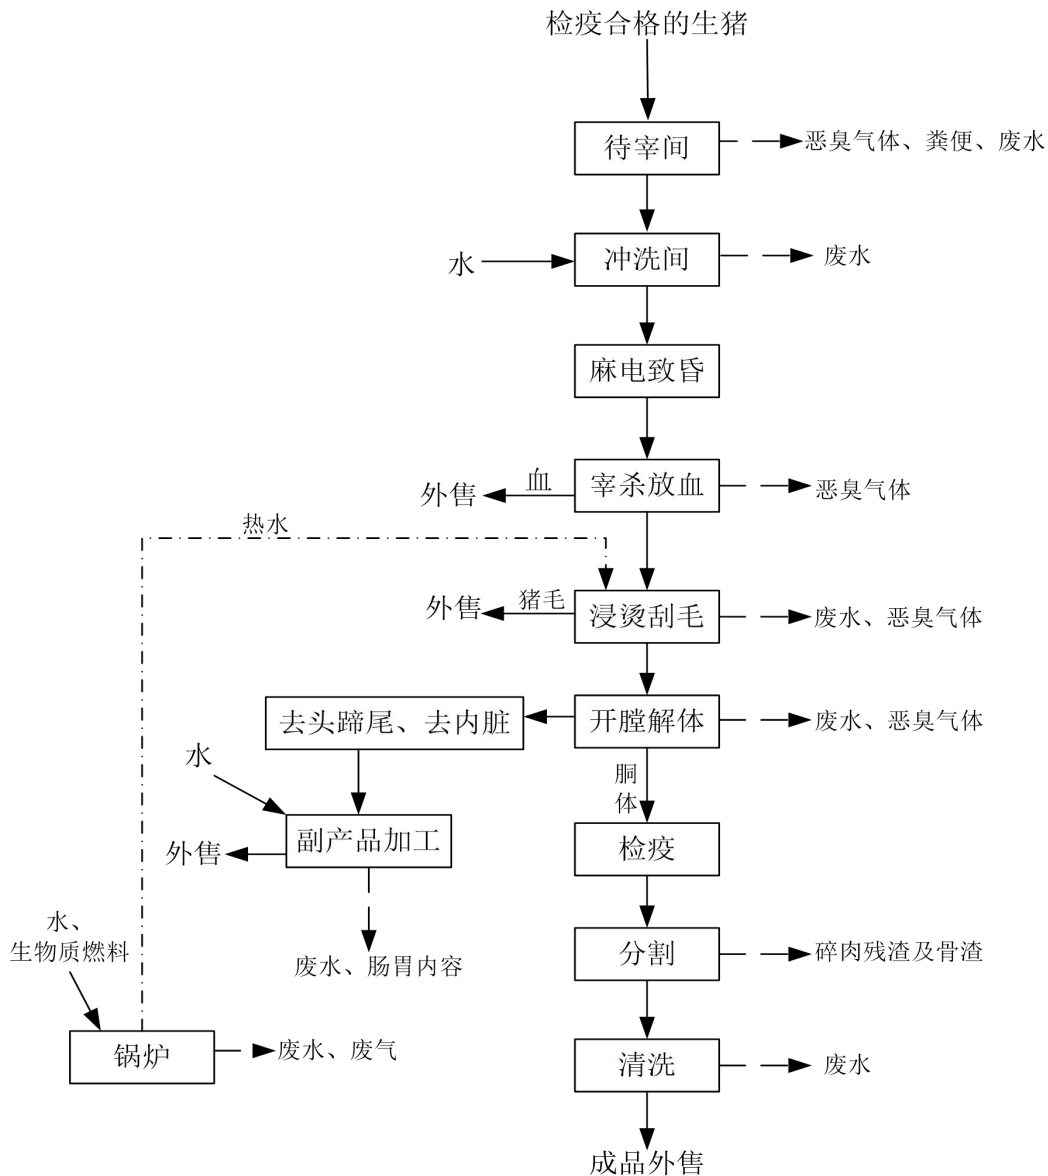 检疫合格的生猪
待宰间
恶臭气体、粪便、废水
水
冲洗间
废水
麻电致昏
外售
血
宰杀放血
恶臭气体
热水
外售
猪毛
浸烫刮毛
废水、恶臭气体
去头蹄尾、去内脏
开膛解体
废水、恶臭气体
水
胴
体
副产品加工
外售
检疫
水、
生物质燃料
废水、肠胃内容
分割
碎肉残渣及骨渣
锅炉
废水、废气
清洗
废水
成品外售